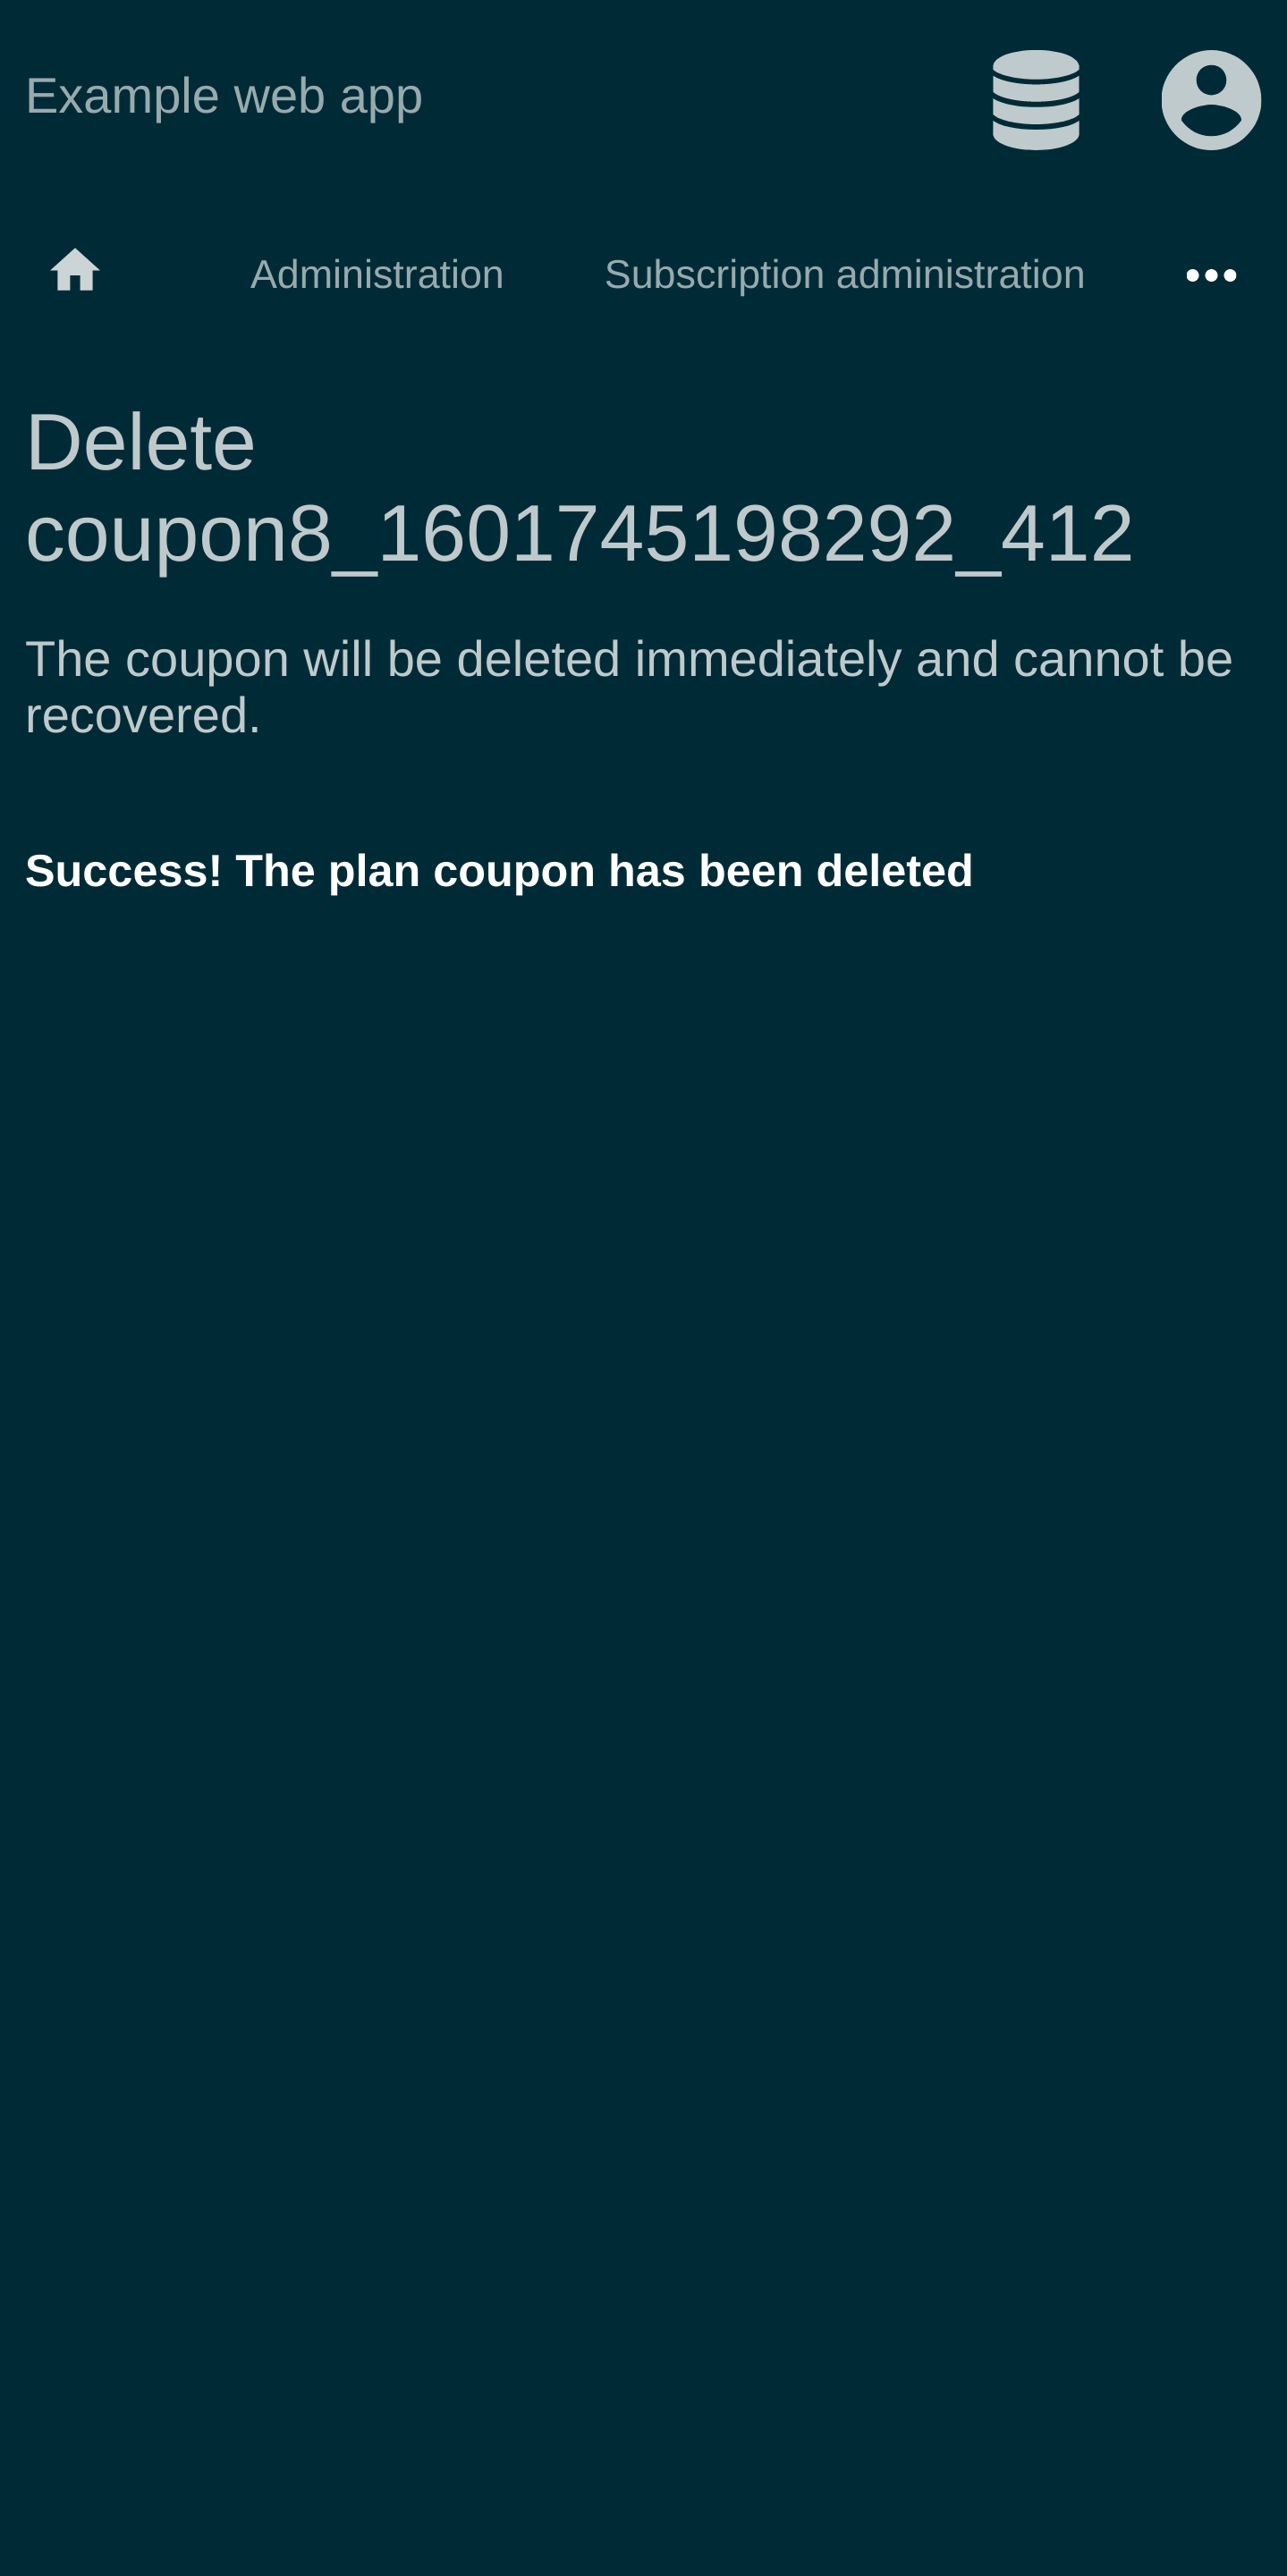 Example web app
Administration
Subscription administration
Delete
coupon8_1601745198292_412
The coupon will be deleted immediately and cannot be
recovered.
Success! The plan coupon has been deleted